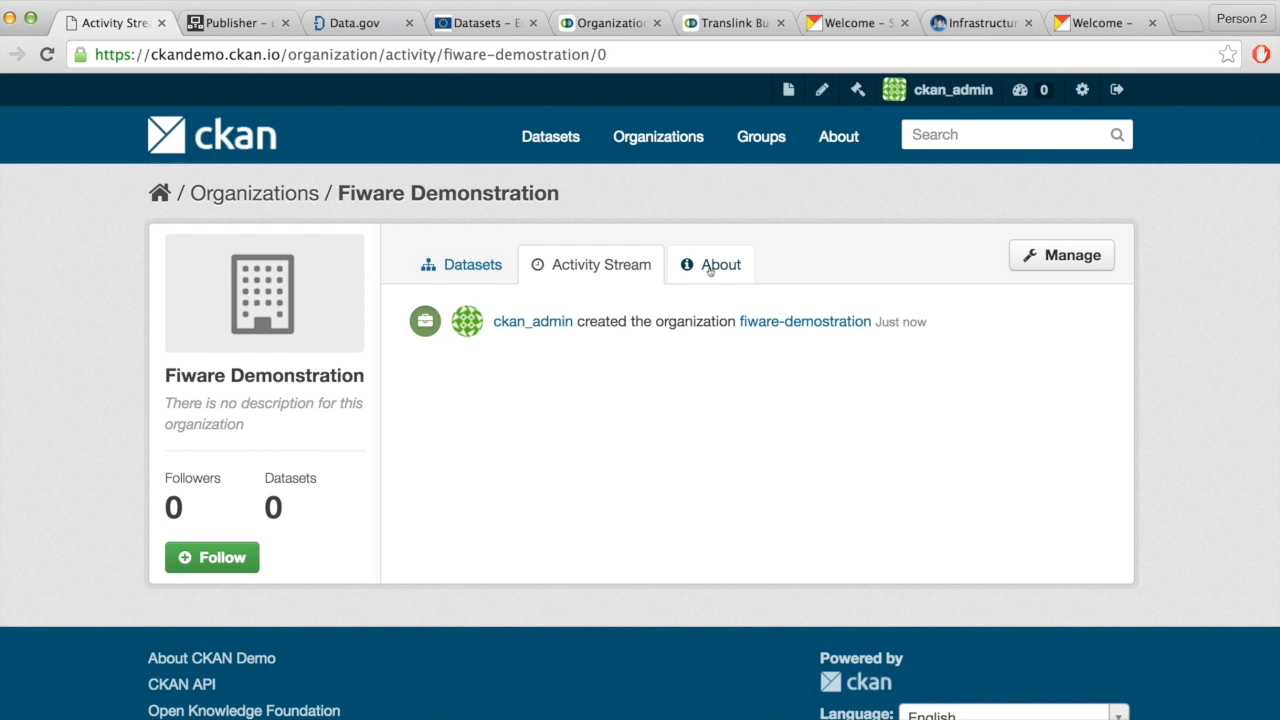 Activity Stre
Publisher -
Data.gov
Datasets – E
Organization
Translink Bu
Welcome – S
Infrastructur
Welcome –
Person 2
https://ckandemo.ckan.io/organization/activity/fiware-demostration/0
ckan_admin
0
ckan
Datasets
Organizations
Groups
About
Search
/ Organizations / Fiware Demonstration
Datasets
Activity Stream
About
Manage
ckan_admin created the organization fiware-demostration Just now
Fiware Demonstration
There is no description for this
organization
Followers
Datasets
0
0
Follow
About CKAN Demo
CKAN API
Open Knowledge Foundation
Powered by
ckan
Language:
English